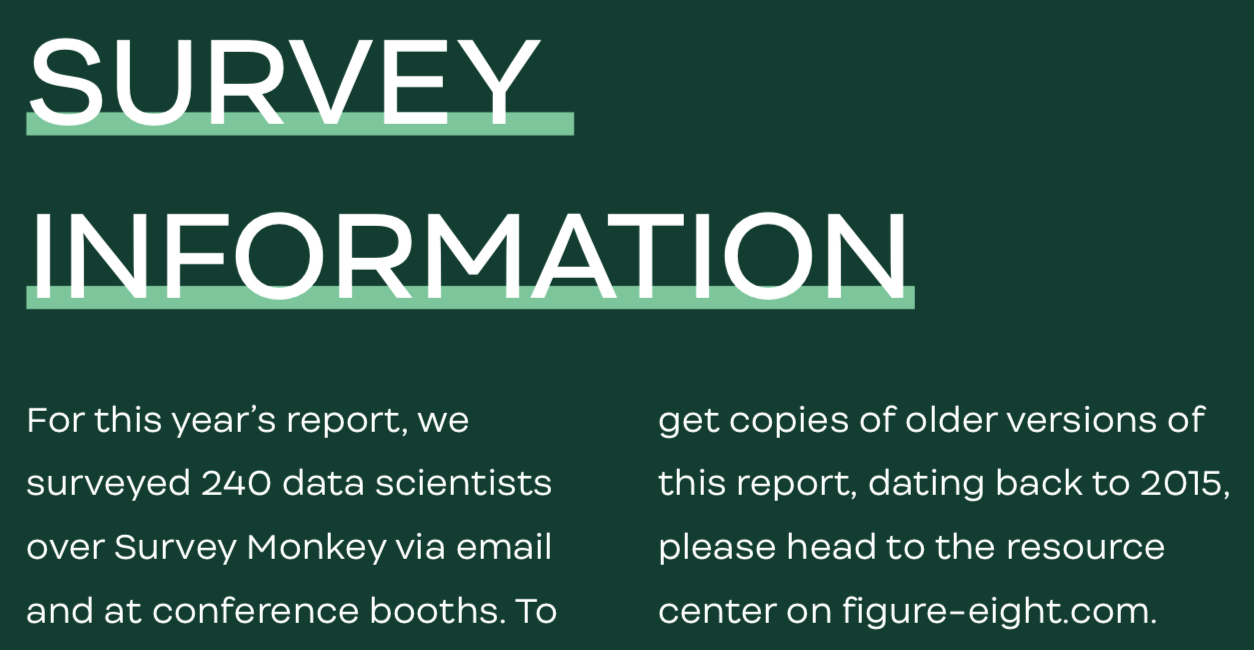 SURVEY
INFORMATION
For this year’s report, we
surveyed 240 data scientists
over Survey Monkey via email
and at conference booths. To
get copies of older versions of
this report, dating back to 2015,
please head to the resource
center on figure-eight.com.